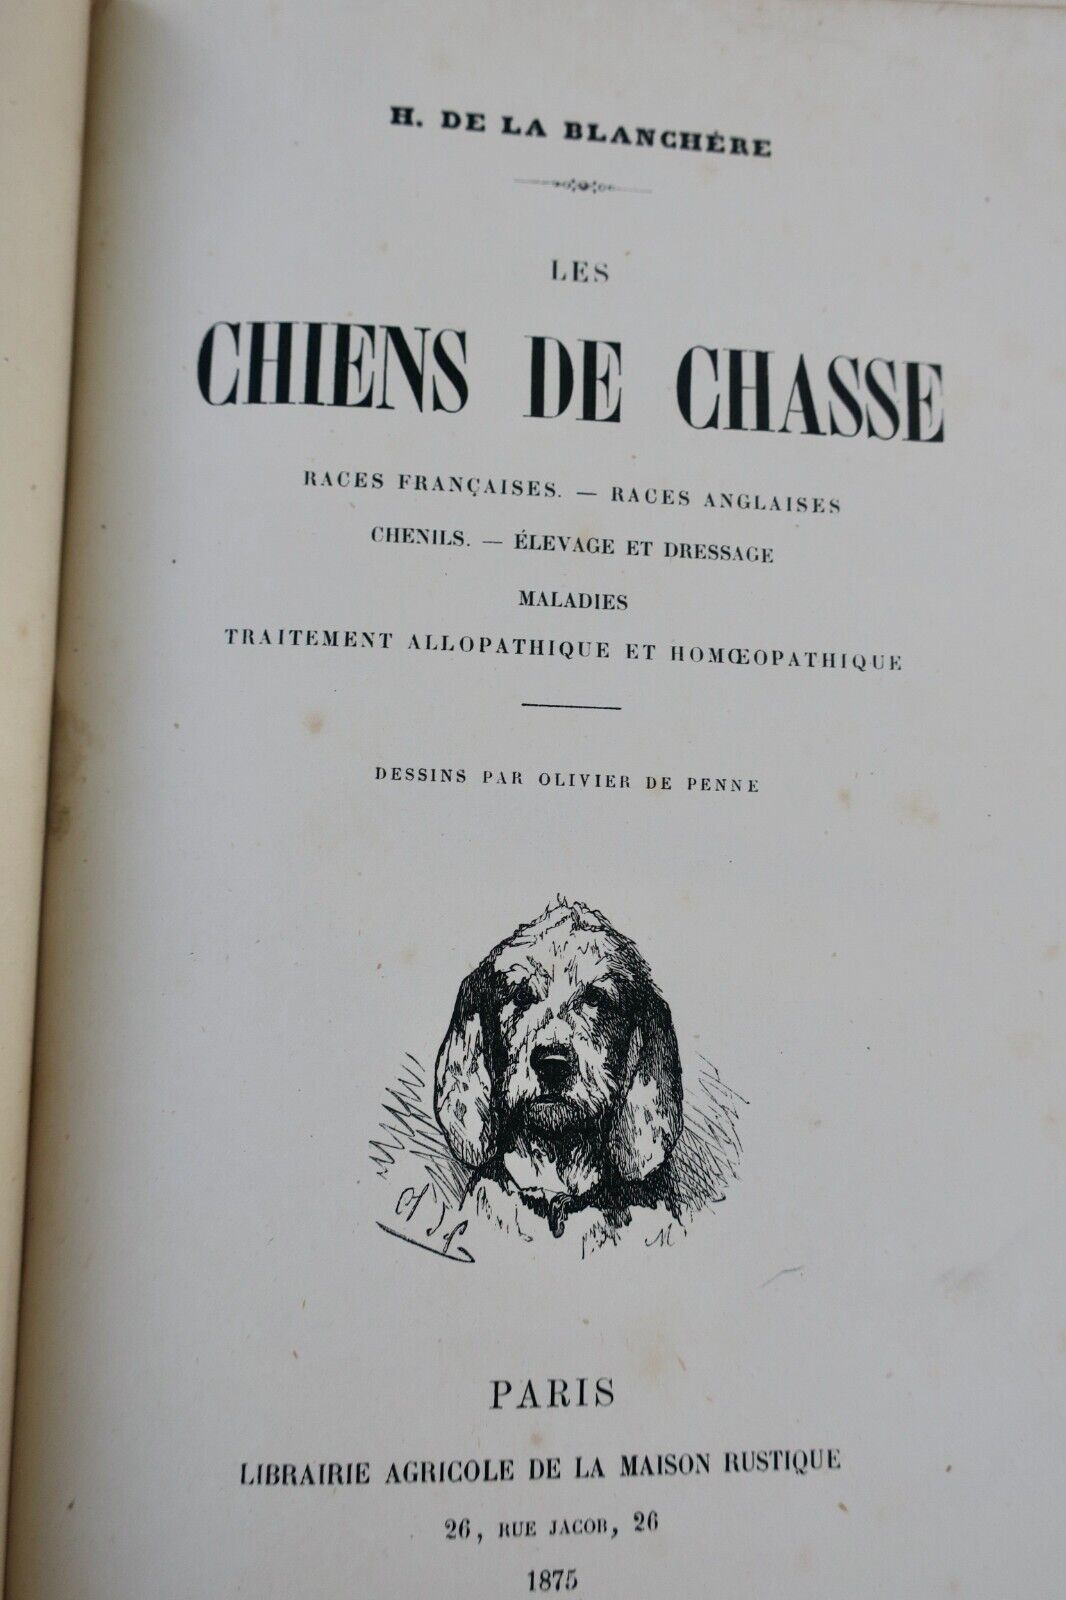 H. DE LA BLANCHÈRE
LES
CHIENS DE CHASSE
RACES FRANÇAISES. — RACES ANGLAISES
CHENILS. — ÉLEVAGE ET DRESSAGE
MALADIES
TRAITEMENT ALLOPATHIQUE ET HOMŒOPATHIQUE
DESSINS PAR OLIVIER DE PENNE
PARIS
LIBRAIRIE AGRICOLE DE LA MAISON RUSTIQUE
26, RUE JACOB, 26
1875